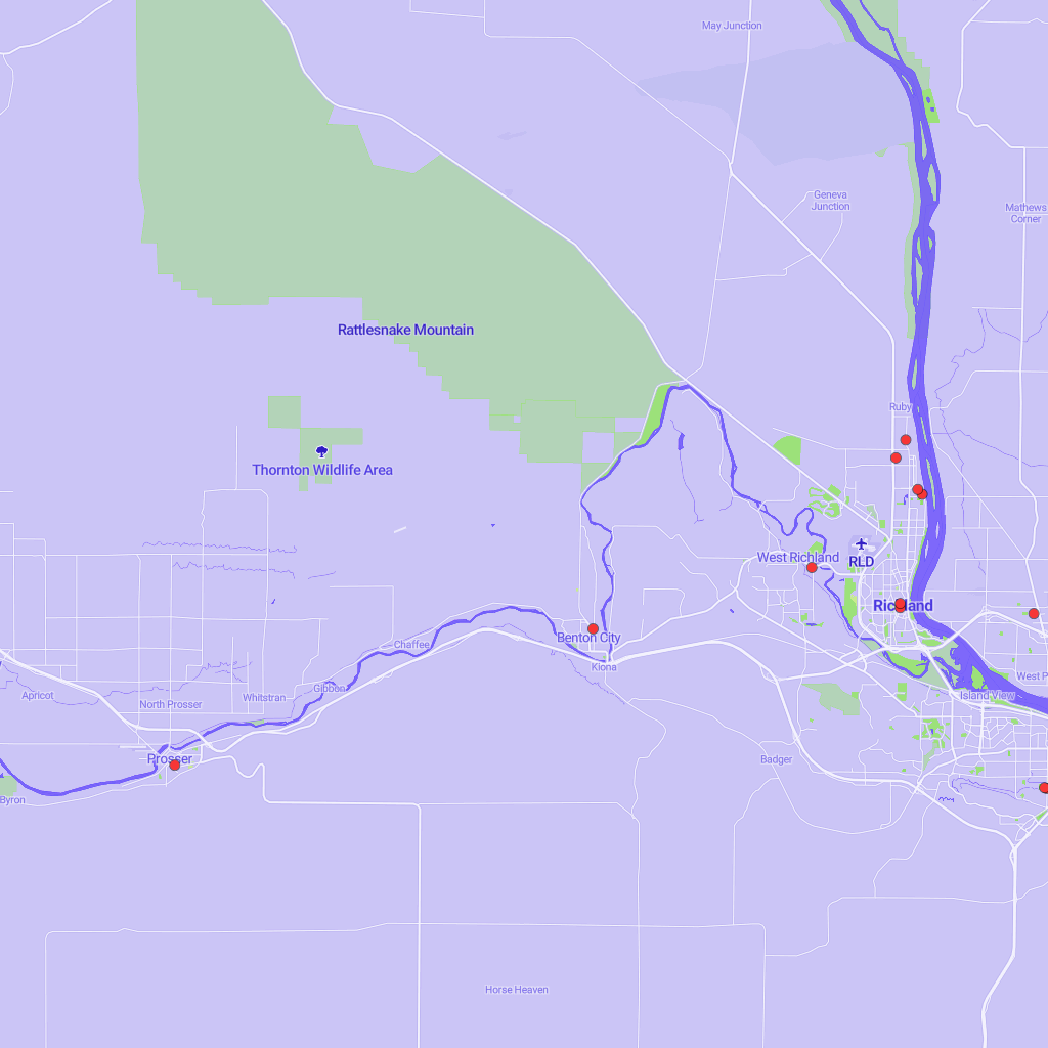 May Junction
Geneva
Junction
Mathews
Corner
Rattlesnake Mountain
Ruby
Thornton Wildlife Area
West Richland
RLD
Richland
Benton City
Chaffee
Kiona
West P
Gibbon
Apricot
Whitstran
Island View
North Prosser
Prosser
Badger
Byron
Horse Heaven